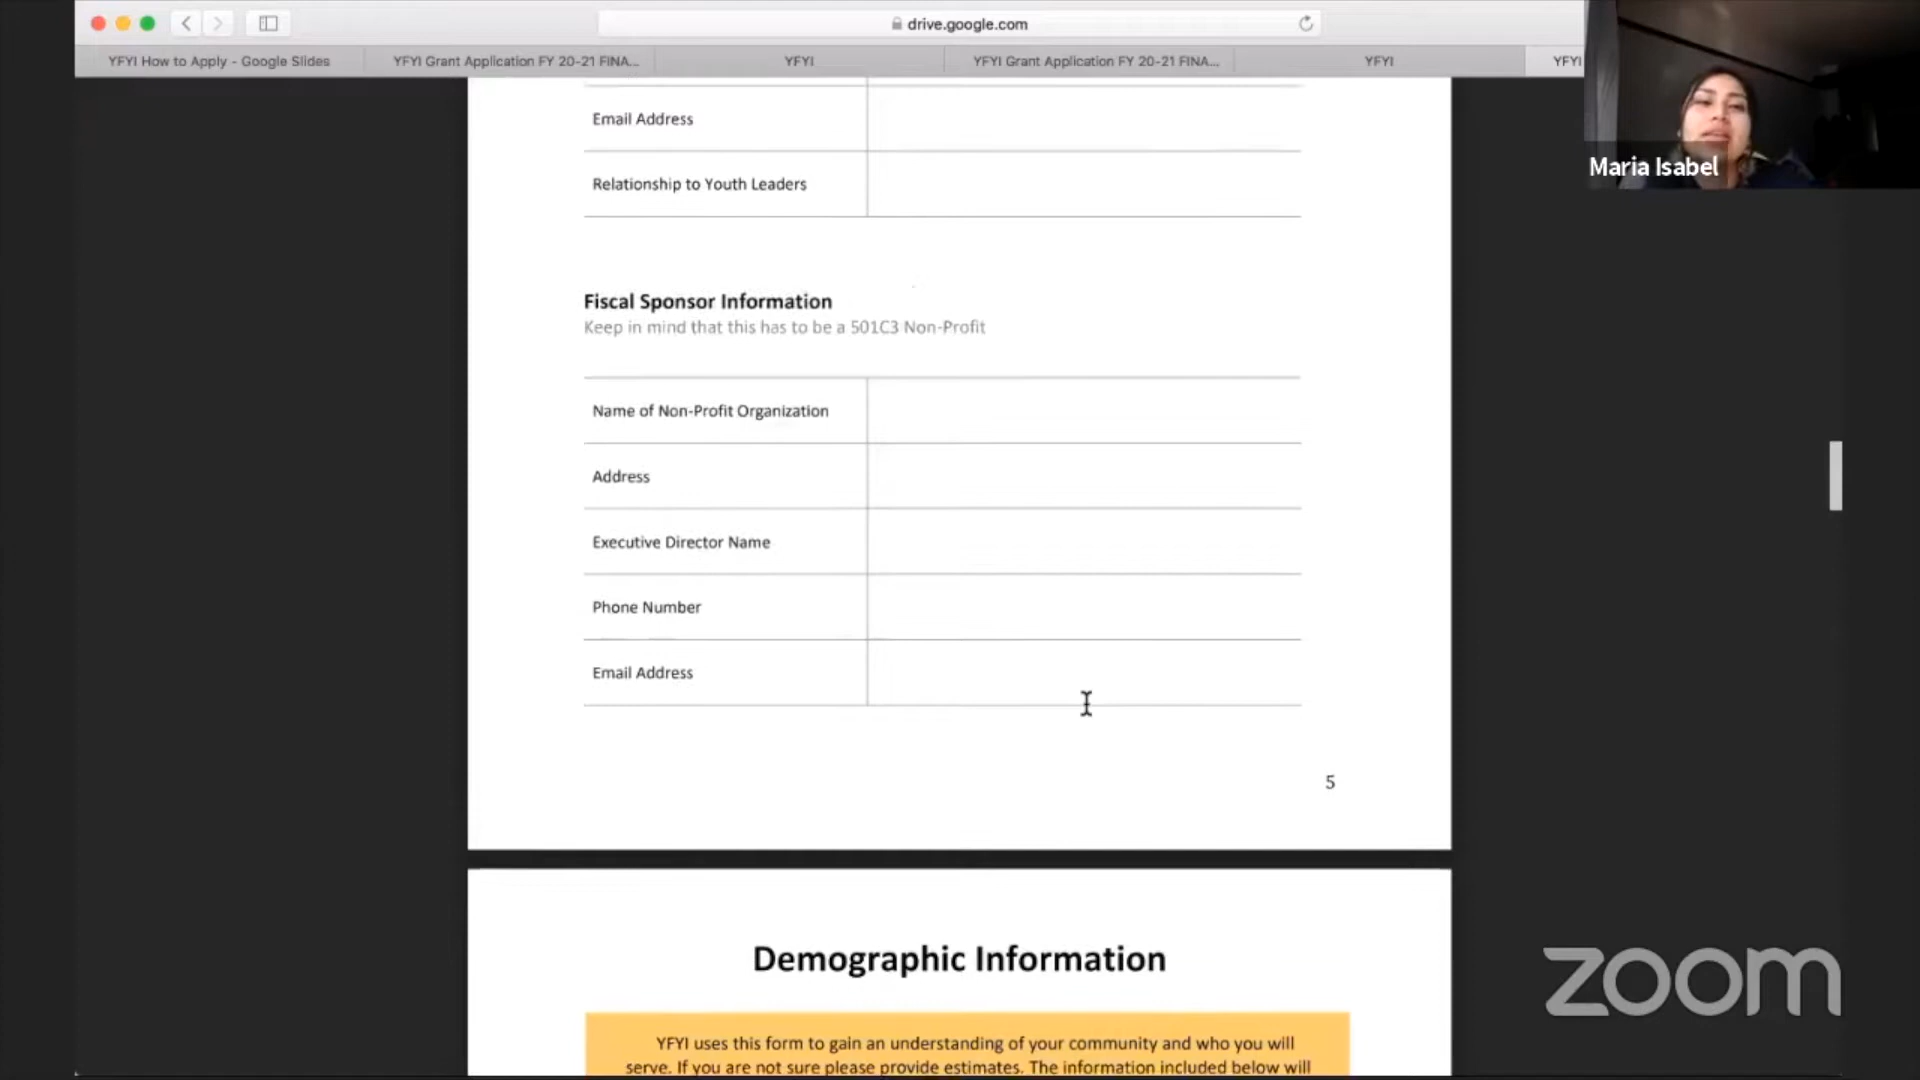 drive.google.com
YFYI How to Apply - Google Slides
YFYI Grant Application FY 20-21 FINA...
YFYI
YFYI Grant Application FY 20-21 FINA...
YFYI
YFYI
Maria Isabel
Email Address
Relationship to Youth Leaders
Fiscal Sponsor Information
Keep in mind that this has to be a 501C3 Non-Profit
Name of Non-Profit Organization
Address
Executive Director Name
Phone Number
Email Address
5
Demographic Information
YFYI uses this form to gain an understanding of your community and who you will
serve. If you are not sure please provide estimates. The information included below will
zoom